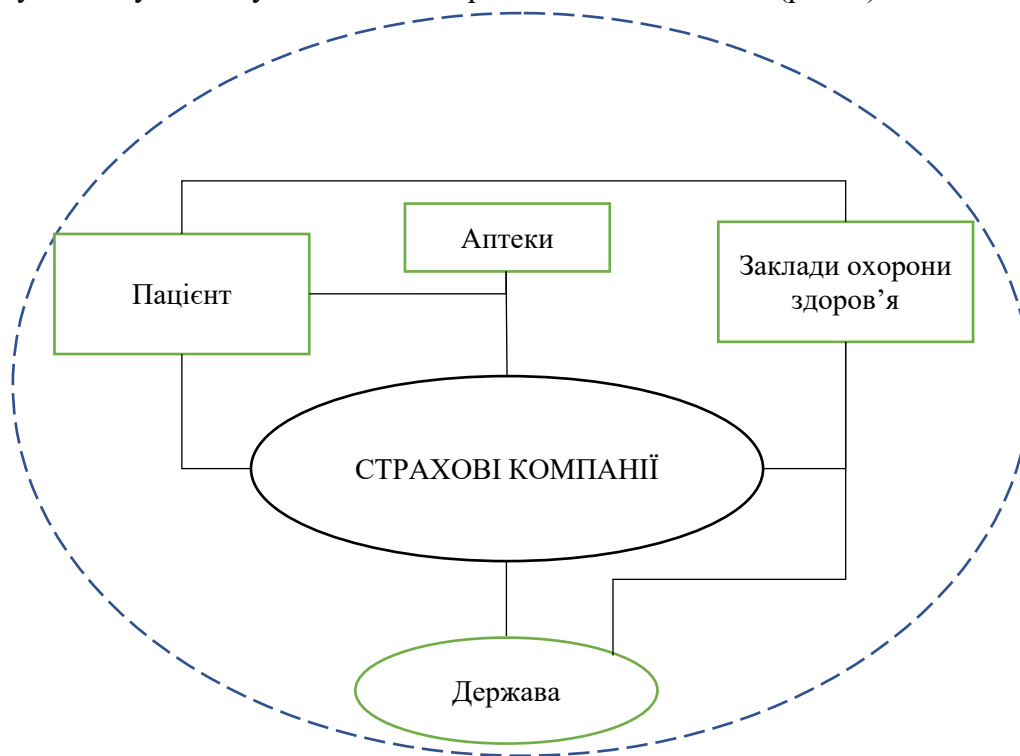 Аптеки
Пацієнт
Заклади охорони
здоров’я
СТРАХОВІ КОМПАНІЇ
Держава